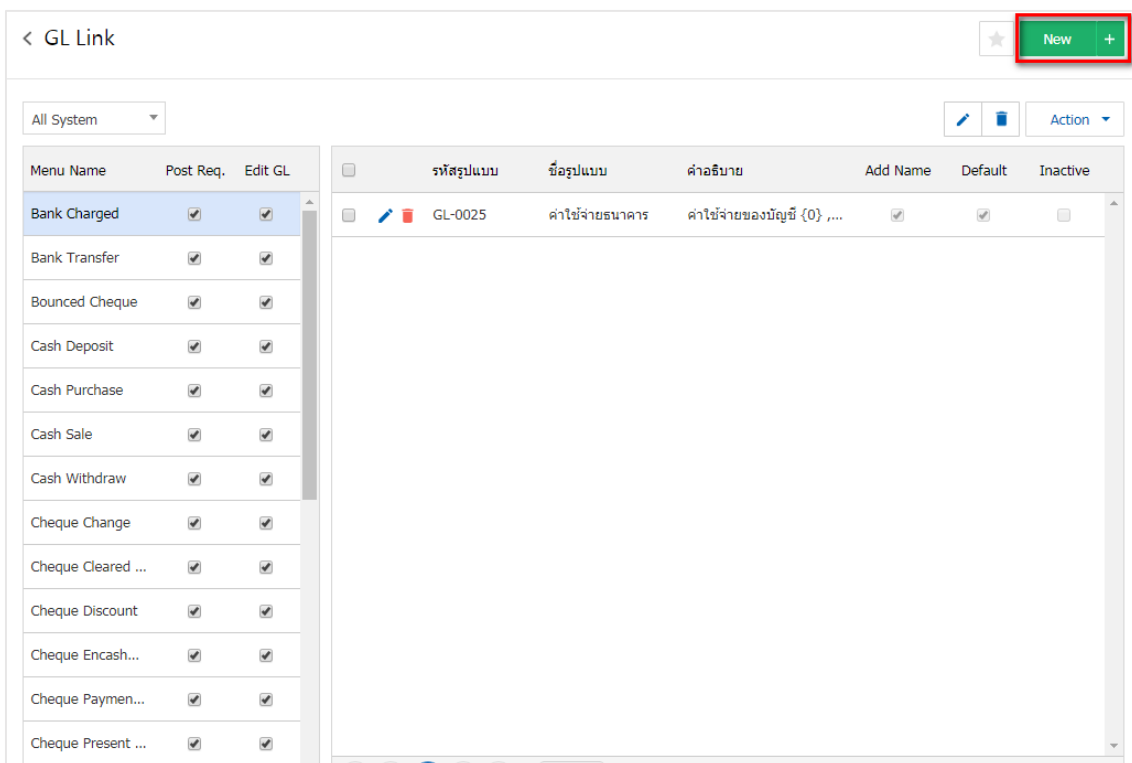 GL Link
New +
All System
Action
Menu Name Post Req. Edit GL
รหัสรูปแบบ ชื่อรูปแบบ คำอธิบาย Add Name Default Inactive
Bank Charged
GL-0025 ค่าใช้จ่ายธนาคาร ค่าใช้จ่ายของบัญชี {0} ,...
Bank Transfer
Bounced Cheque
Cash Deposit
Cash Purchase
Cash Sale
Cash Withdraw
Cheque Change
Cheque Cleared ...
Cheque Discount
Cheque Encash...
Cheque Paymen...
Cheque Present ...